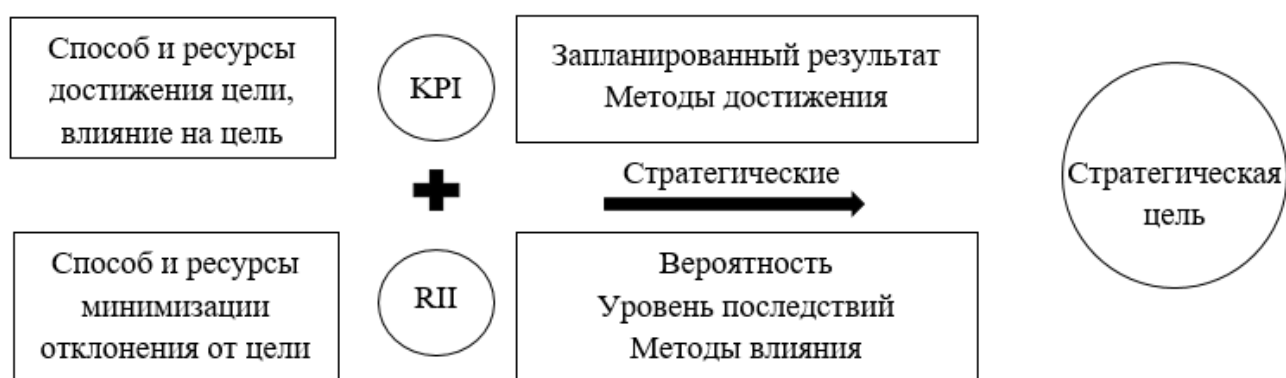 Способ и ресурсы
достижения цели,
влияние на цель
KPI
Запланированный результат
Методы достижения
Стратегические
Стратегическая
цель
Способ и ресурсы
минимизации
отклонения от цели
RII
Вероятность
Уровень последствий
Методы влияния